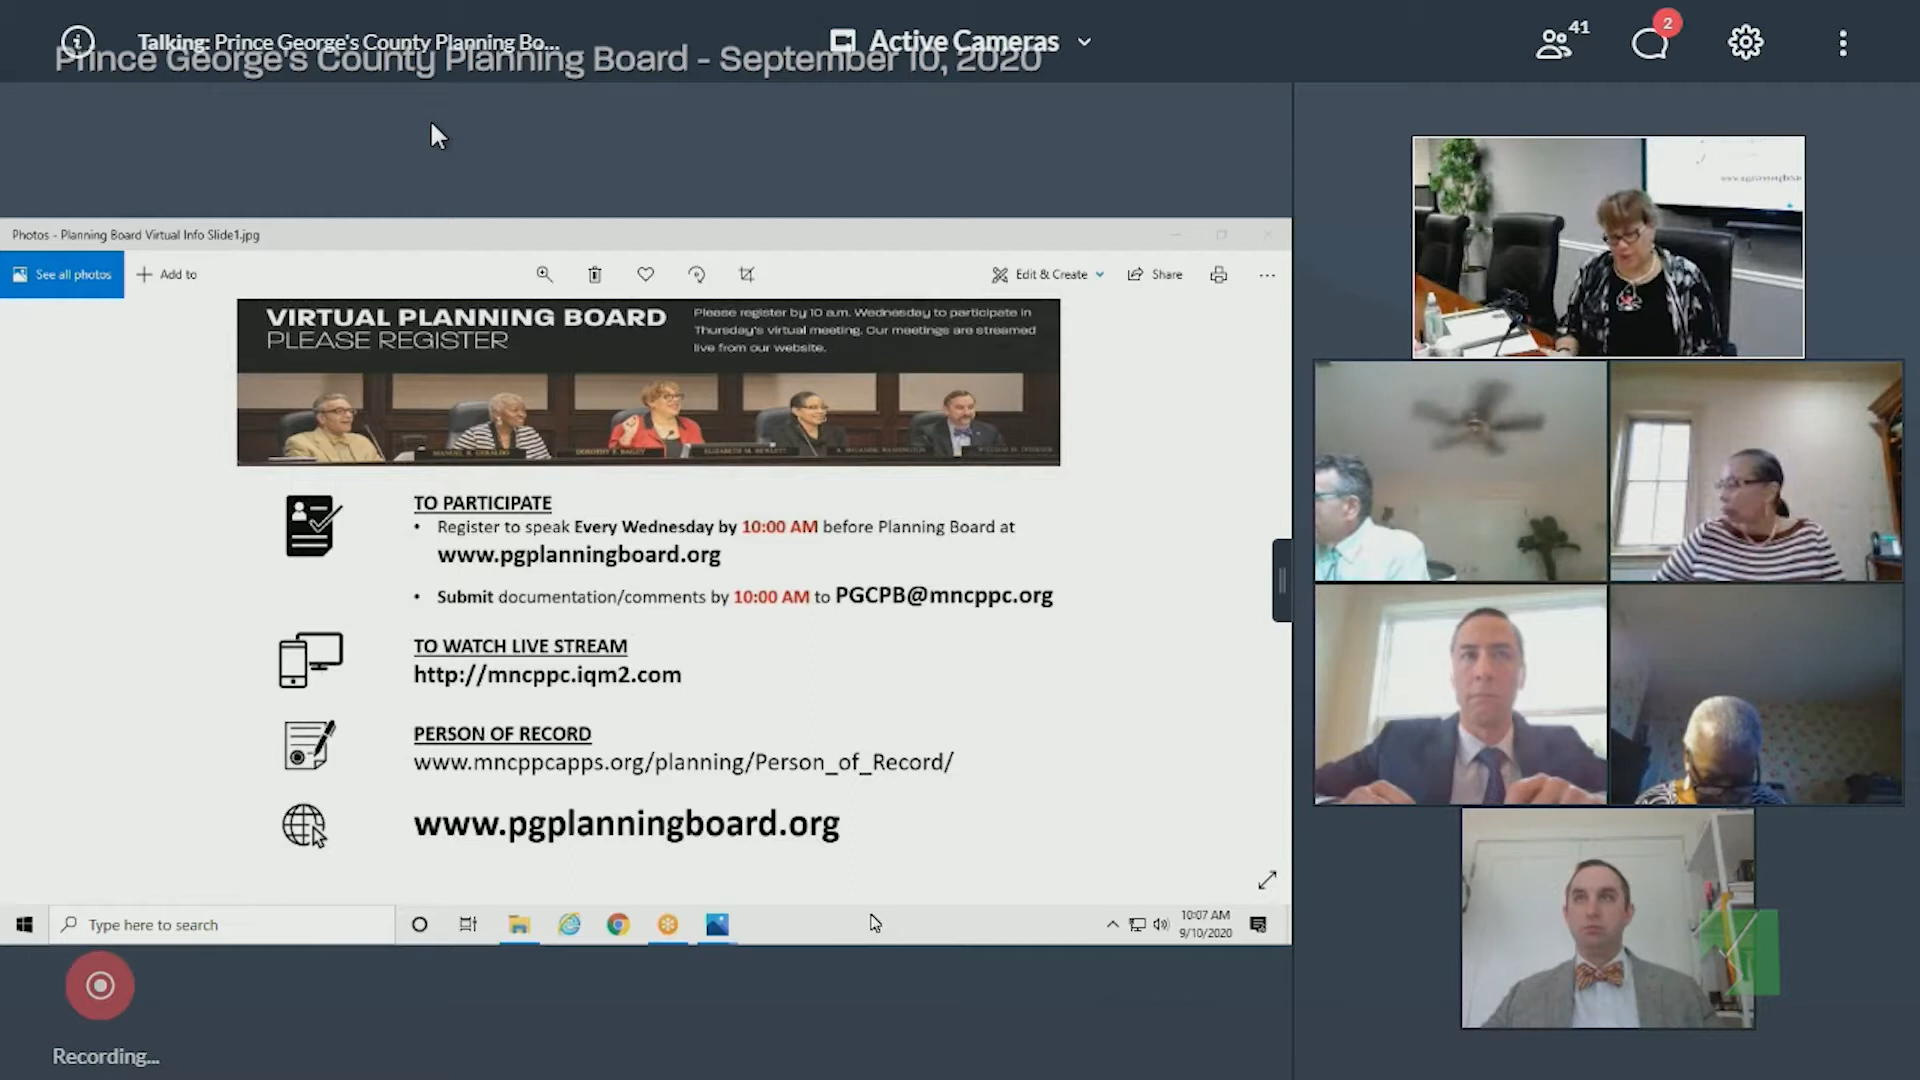 Talking: Prince George's County Planning Bo...
Active Cameras
41
2
Prince George's County Planning Board - September 10, 2020
Photos - Planning Board Virtual Info Slide1.jpg
See all photos
Add to
Edit & Create
Share
VIRTUAL PLANNING BOARD
PLEASE REGISTER
Please register by 10 a.m. Wednesday to participate in
Thursday's virtual meeting. Our meetings are streamed
live from our website.
MANUEL R. GERALDO
DOROTHY F. BAILEY
ELIZABETH M. HEWLETT
TO PARTICIPATE
• Register to speak Every Wednesday by 10:00 AM before Planning Board at
www.pgplanningboard.org
• Submit documentation/comments by 10:00 AM to PGCPB@mncppc.org
TO WATCH LIVE STREAM
http://mncppc.iqm2.com
PERSON OF RECORD
www.mncppcapps.org/planning/Person_of_Record/
www.pgplanningboard.org
Type here to search
10:07 AM
9/10/2020
Recording...